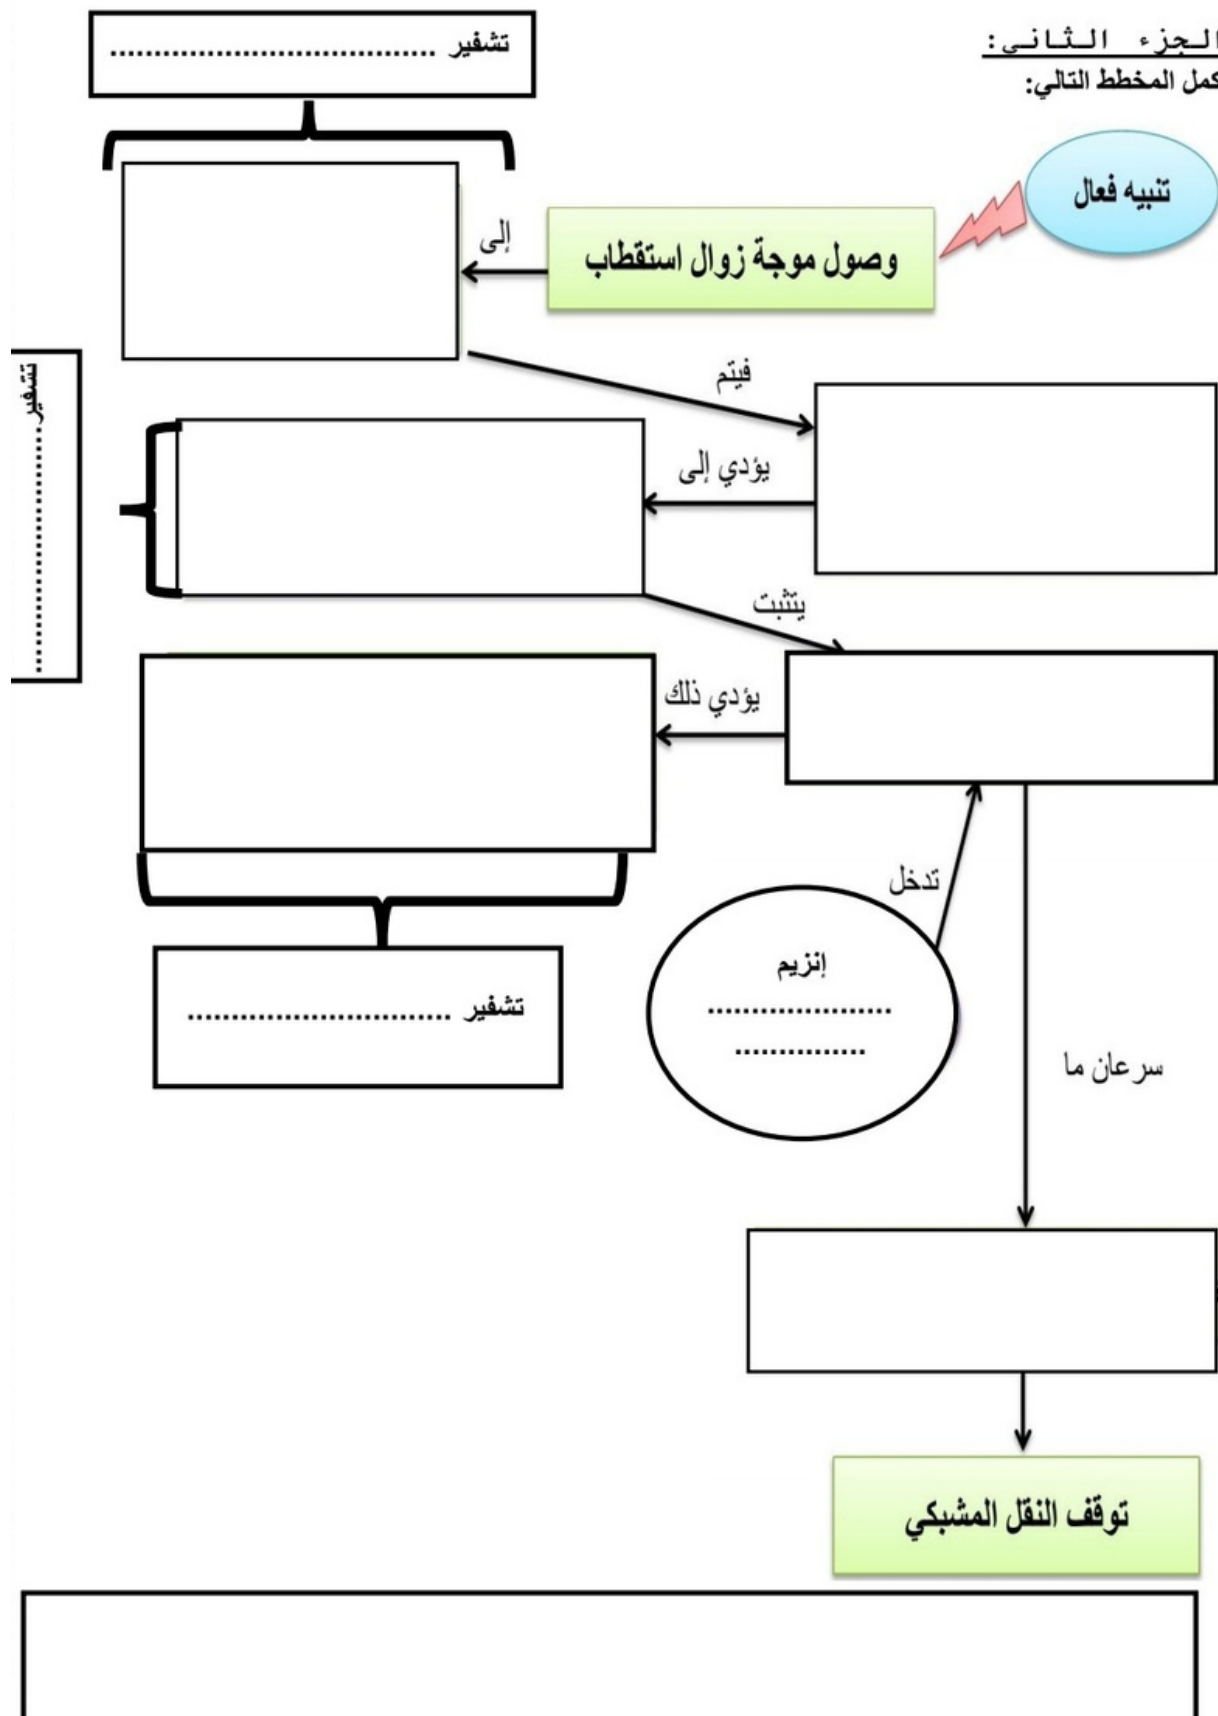 الجزء الثاني:
كمل المخطط التالي:
تشفير .....................................
تنبيه فعال
وصول موجة زوال استقطاب
إلى
فيتم
تشفير..............................
يؤدي إلى
يتثبت
يؤدي ذلك
تدخل
إنزيم
.....................
...............
تشفير ..............................
سرعان ما
توقف النقل المشبكي